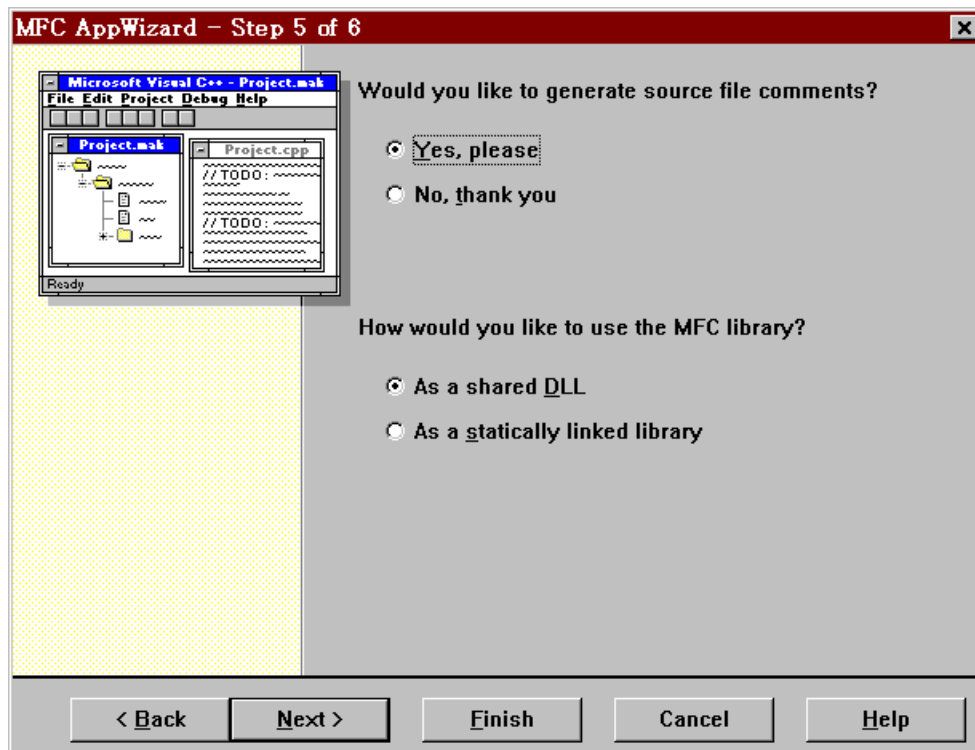 MFC AppWizard – Step 5 of 6
Microsoft Visual C++ - Project.mak
File Edit Project Debug Help
Project.mak
Project.cpp
//TODO:
//TODO:
Ready
Would you like to generate source file comments?
Yes, please
No, thank you
How would you like to use the MFC library?
As a shared DLL
As a statically linked library
< Back Next > Finish Cancel Help